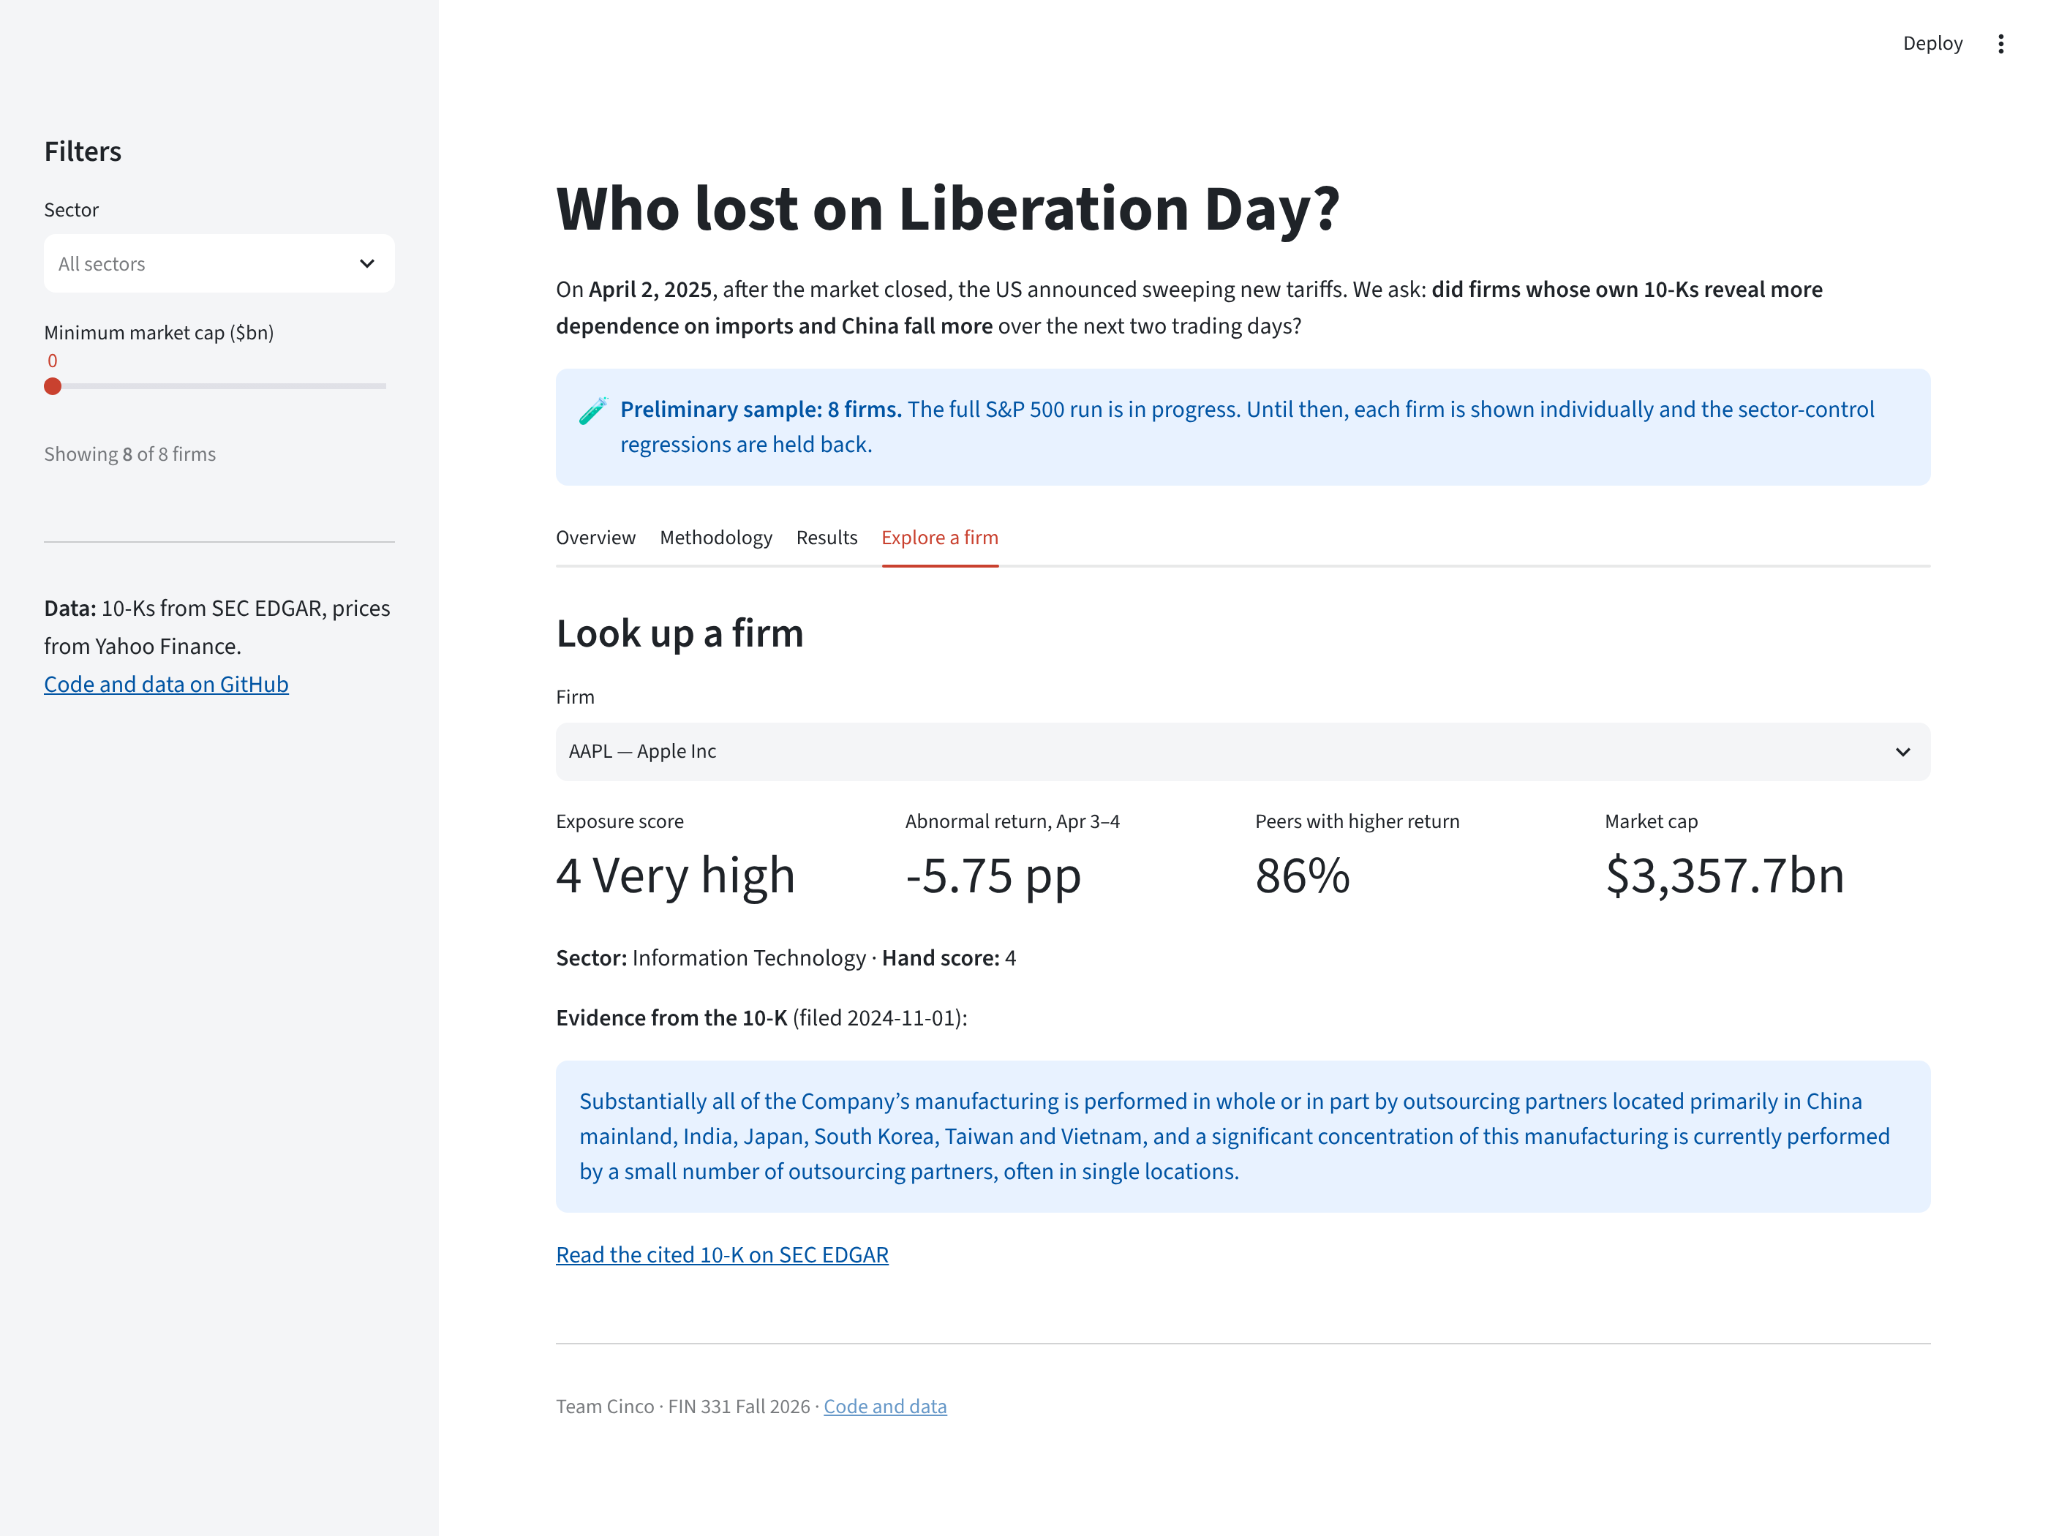 Deploy
Filters
Sector
All sectors
Minimum market cap ($bn)
0
Showing 8 of 8 firms
Data: 10-Ks from SEC EDGAR, prices
from Yahoo Finance.
Code and data on GitHub
Who lost on Liberation Day?
On April 2, 2025, after the market closed, the US announced sweeping new tariffs. We ask: did firms whose own 10-Ks reveal more
dependence on imports and China fall more over the next two trading days?
Preliminary sample: 8 firms. The full S&P 500 run is in progress. Until then, each firm is shown individually and the sector-control
regressions are held back.
Overview Methodology Results Explore a firm
Look up a firm
Firm
AAPL — Apple Inc
Exposure score Abnormal return, Apr 3–4 Peers with higher return Market cap
4 Very high -5.75 pp 86% $3,357.7bn
Sector: Information Technology · Hand score: 4
Evidence from the 10-K (filed 2024-11-01):
Substantially all of the Company’s manufacturing is performed in whole or in part by outsourcing partners located primarily in China
mainland, India, Japan, South Korea, Taiwan and Vietnam, and a significant concentration of this manufacturing is currently performed
by a small number of outsourcing partners, often in single locations.
Read the cited 10-K on SEC EDGAR
Team Cinco · FIN 331 Fall 2026 · Code and data